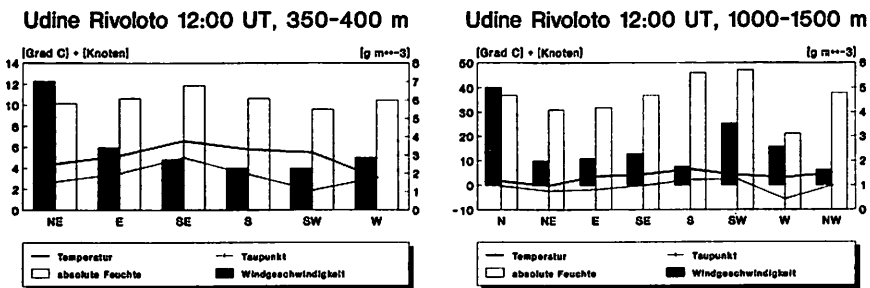 Udine Rivoloto 12:00 UT, 350-400 m
[Grad C] + [Knoten] [g m**-3]
14 8
12 7
10 6
8 5
6 4
4 3
2 2
0 1
0
NE E SE S SW W
Temperatur Taupunkt
absolute Feuchte Windgeschwindigkeit
Udine Rivoloto 12:00 UT, 1000-1500 m
[Grad C] + [Knoten] [g m**-3]
50 6
40 5
30 4
20 3
10 2
0 1
-10 0
N NE E SE S SW W NW
Temperatur Taupunkt
absolute Feuchte Windgeschwindigkeit